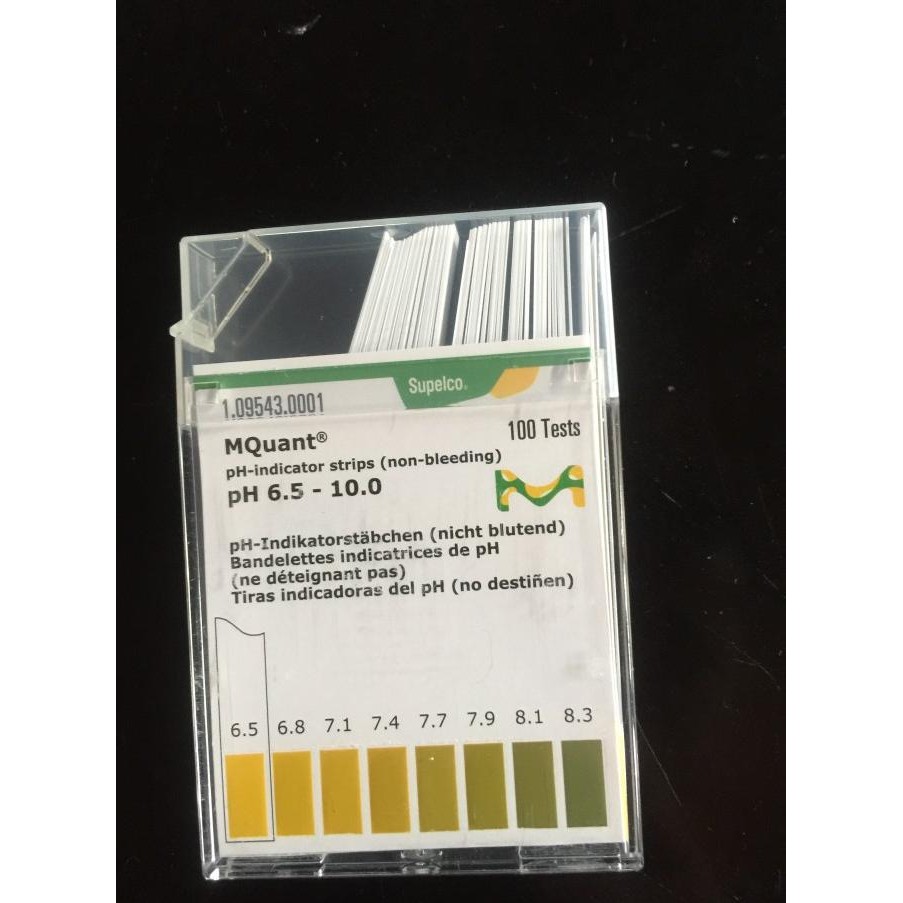 Supelco®
1.09543.0001
MQuant®
100 Tests
pH-indicator strips (non-bleeding)
pH 6.5 - 10.0
pH-Indikatorstäbchen (nicht blutend)
Bandelettes indicatrices de pH
(ne déteignant pas)
Tiras indicadoras del pH (no destiñen)
6.5 6.8 7.1 7.4 7.7 7.9 8.1 8.3